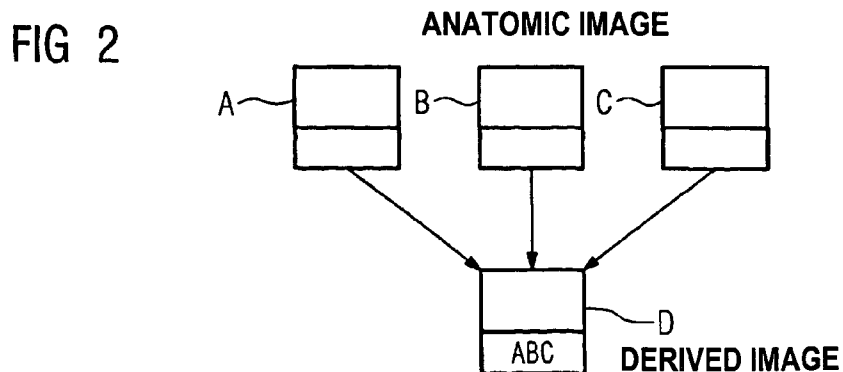 FIG 2
ANATOMIC IMAGE
A
B
C
D
ABC
DERIVED IMAGE